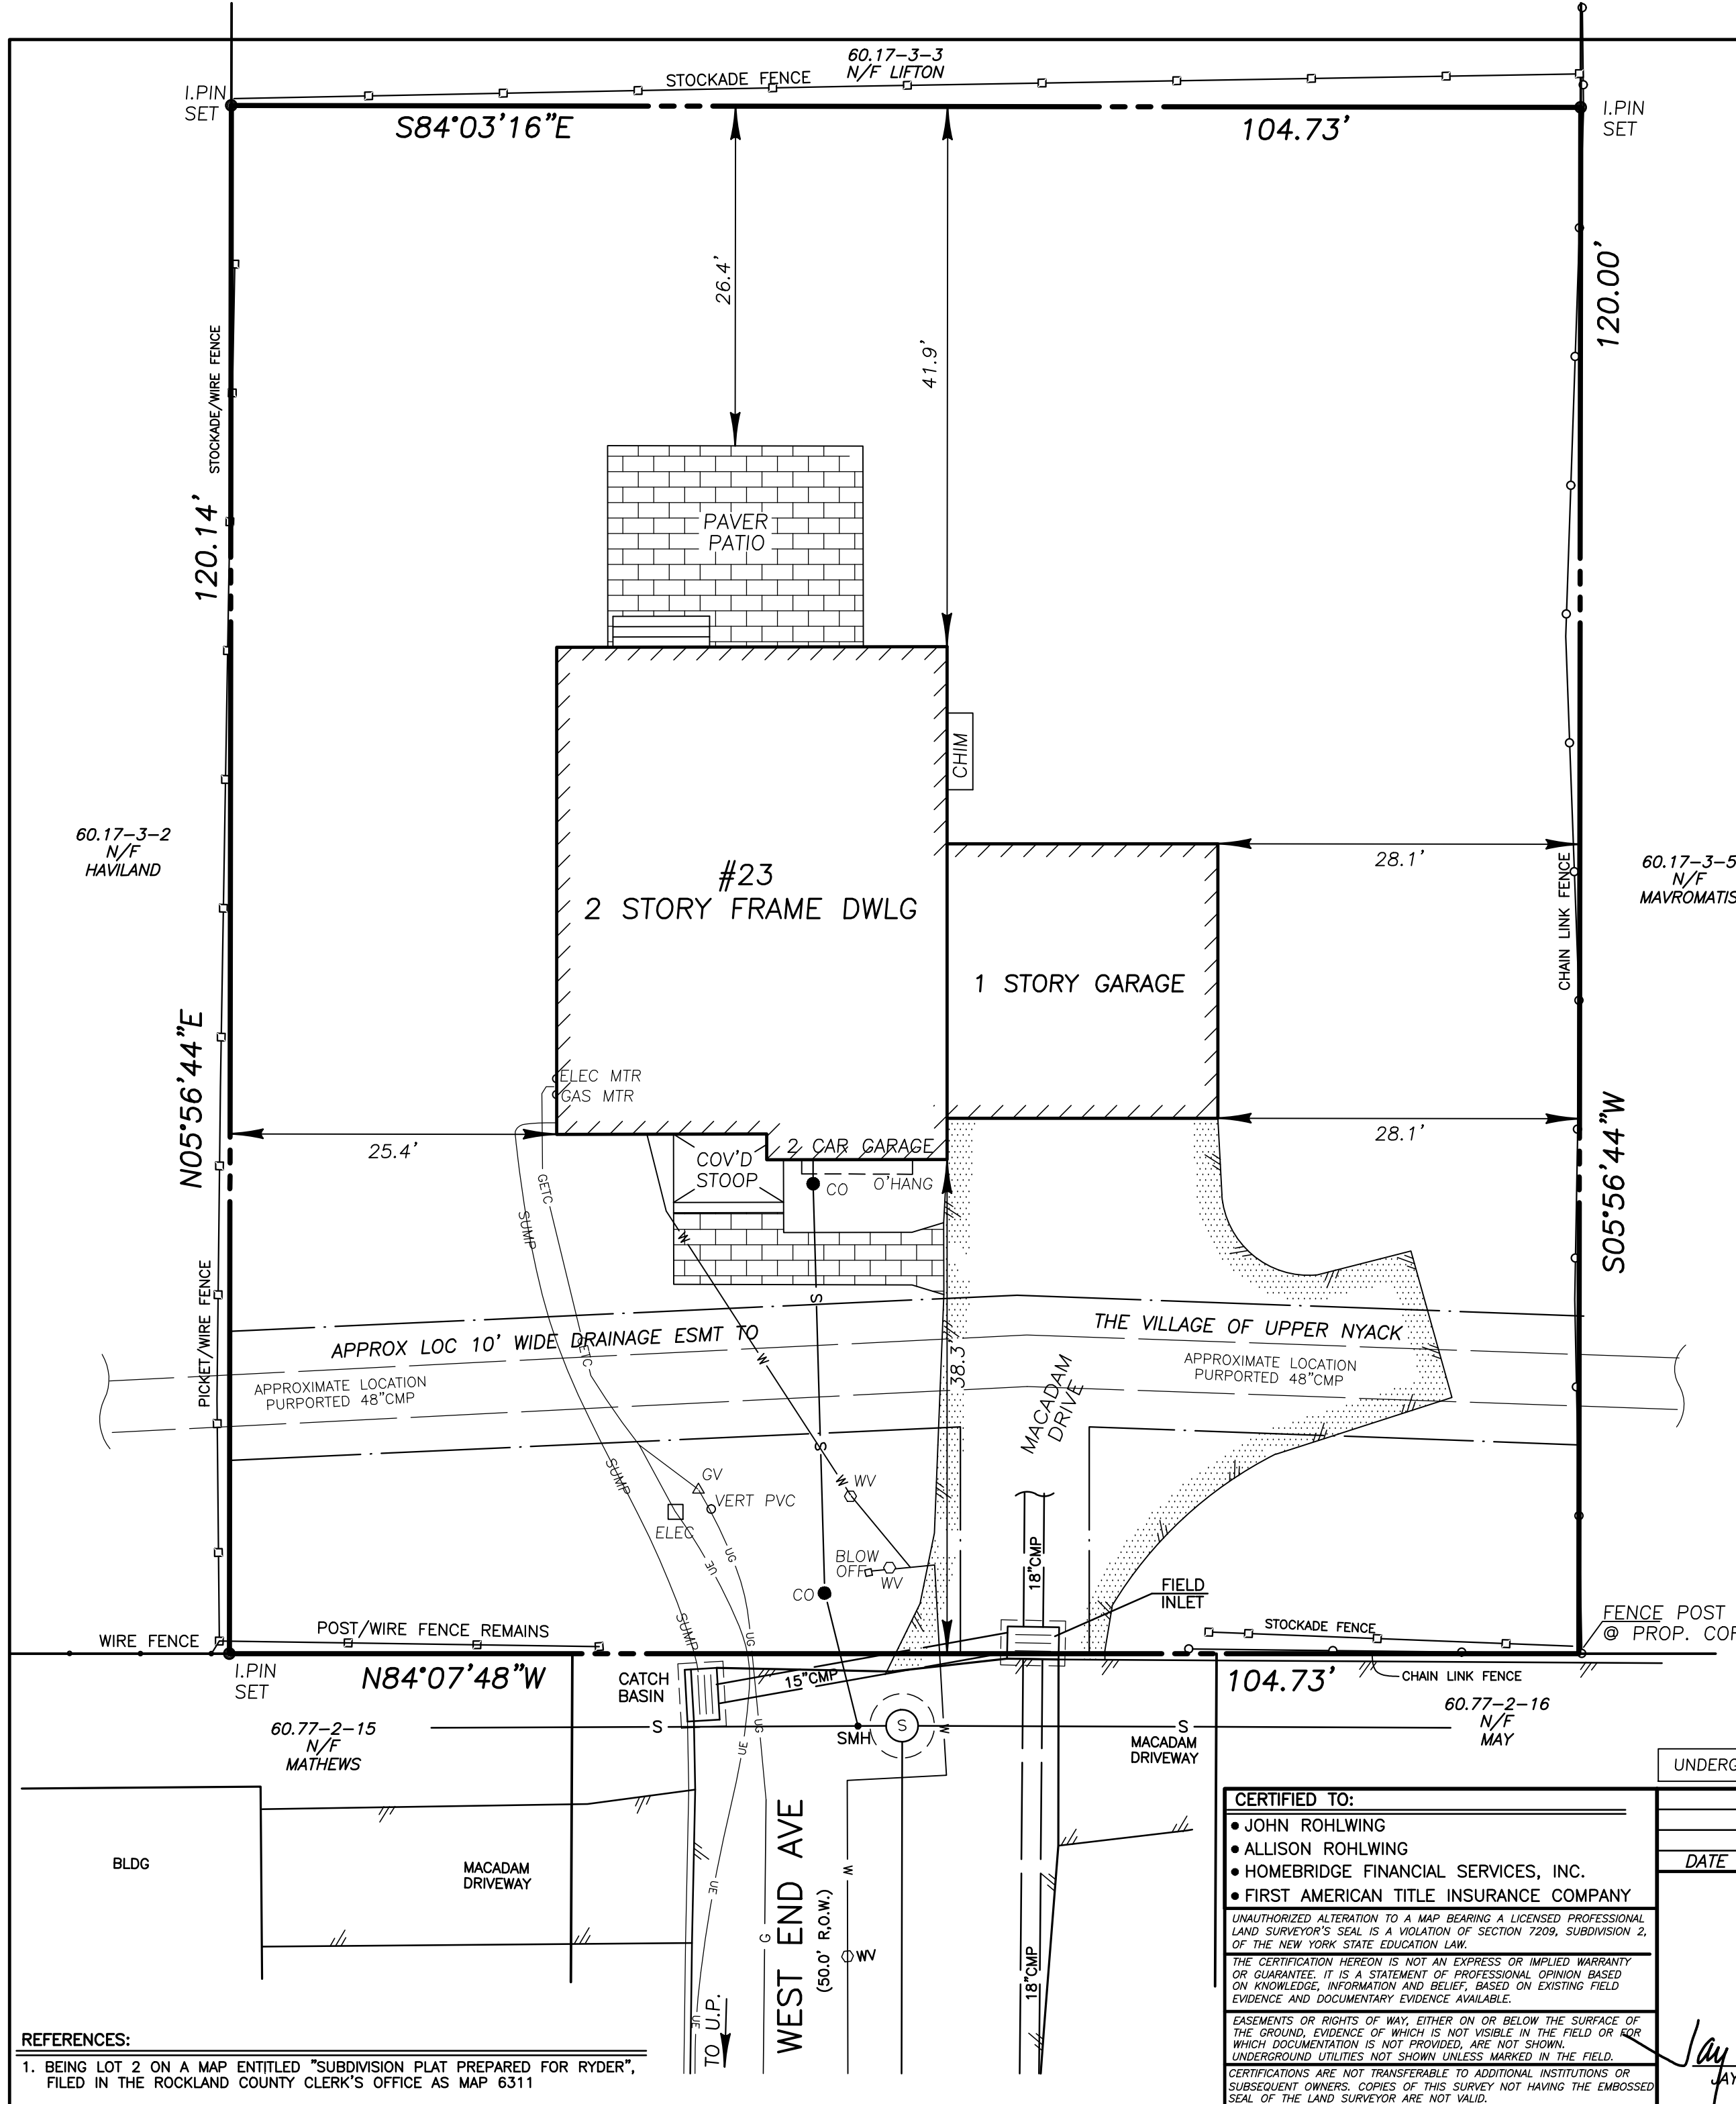 60.17-3-3
N/F LIFTON
STOCKADE FENCE
I.PIN
SET
I.PIN
SET
S84°03'16"E
104.73'
26.4'
41.9'
120.00'
STOCKADE/WIRE FENCE
120.14'
PAVER
PATIO
CHIM
60.17-3-2
N/F
HAVILAND
#23
2 STORY FRAME DWLG
28.1'
CHAIN LINK FENCE
60.17-3-5
N/F
MAVROMATIS
1 STORY GARAGE
N05°56'44"E
ELEC MTR
GAS MTR
25.4'
2 CAR GARAGE
28.1'
S05°56'44"W
COV'D
STOOP
CO
O'HANG
GETC
SUMP
W
S
PICKET/WIRE FENCE
APPROX LOC 10' WIDE DRAINAGE ESMT TO
THE VILLAGE OF UPPER NYACK
GETC
W
38.3'
APPROXIMATE LOCATION
PURPORTED 48"CMP
APPROXIMATE LOCATION
PURPORTED 48"CMP
MACADAM
DRIVE
S
SUMP
GV
W
WV
VERT PVC
ELEC
UG
UE
BLOW
OFF
WV
18"CMP
CO
FIELD
INLET
FENCE POST
@ PROP.
WIRE FENCE
POST/WIRE FENCE REMAINS
SUMP
UG
STOCKADE FENCE
I.PIN
SET
N84°07'48"W
CATCH
BASIN
15"CMP
104.73'
CHAIN LINK FENCE
60.77-2-15
N/F
MATHEWS
S
UG
UE
SMH
S
W
S
MACADAM
DRIVEWAY
60.77-2-16
N/F
MAY
CERTIFIED TO:
• JOHN ROHLWING
• ALLISON ROHLWING
• HOMEBRIDGE FINANCIAL SERVICES, INC.
• FIRST AMERICAN TITLE INSURANCE COMPANY
DATE
BLDG
MACADAM
DRIVEWAY
UE
G
WEST END AVE
(50.0' R.O.W.)
W
WV
18"CMP
UE
TO U.P.
UNAUTHORIZED ALTERATION TO A MAP BEARING A LICENSED PROFESSIONAL
LAND SURVEYOR'S SEAL IS A VIOLATION OF SECTION 7209, SUBDIVISION 2,
OF THE NEW YORK STATE EDUCATION LAW.
THE CERTIFICATION HEREON IS NOT AN EXPRESS OR IMPLIED WARRANTY
OR GUARANTEE. IT IS A STATEMENT OF PROFESSIONAL OPINION BASED
ON KNOWLEDGE, INFORMATION AND BELIEF, BASED ON EXISTING FIELD
EVIDENCE AND DOCUMENTARY EVIDENCE AVAILABLE.
EASEMENTS OR RIGHTS OF WAY, EITHER ON OR BELOW THE SURFACE OF
THE GROUND, EVIDENCE OF WHICH IS NOT VISIBLE IN THE FIELD OR FOR
WHICH DOCUMENTATION IS NOT PROVIDED, ARE NOT SHOWN.
UNDERGROUND UTILITIES NOT SHOWN UNLESS MARKED IN THE FIELD.
CERTIFICATIONS ARE NOT TRANSFERABLE TO ADDITIONAL INSTITUTIONS OR
SUBSEQUENT OWNERS. COPIES OF THIS SURVEY NOT HAVING THE EMBOSSED
SEAL OF THE LAND SURVEYOR ARE NOT VALID.
Jay
JAY
REFERENCES:
1. BEING LOT 2 ON A MAP ENTITLED "SUBDIVISION PLAT PREPARED FOR RYDER",
FILED IN THE ROCKLAND COUNTY CLERK'S OFFICE AS MAP 6311